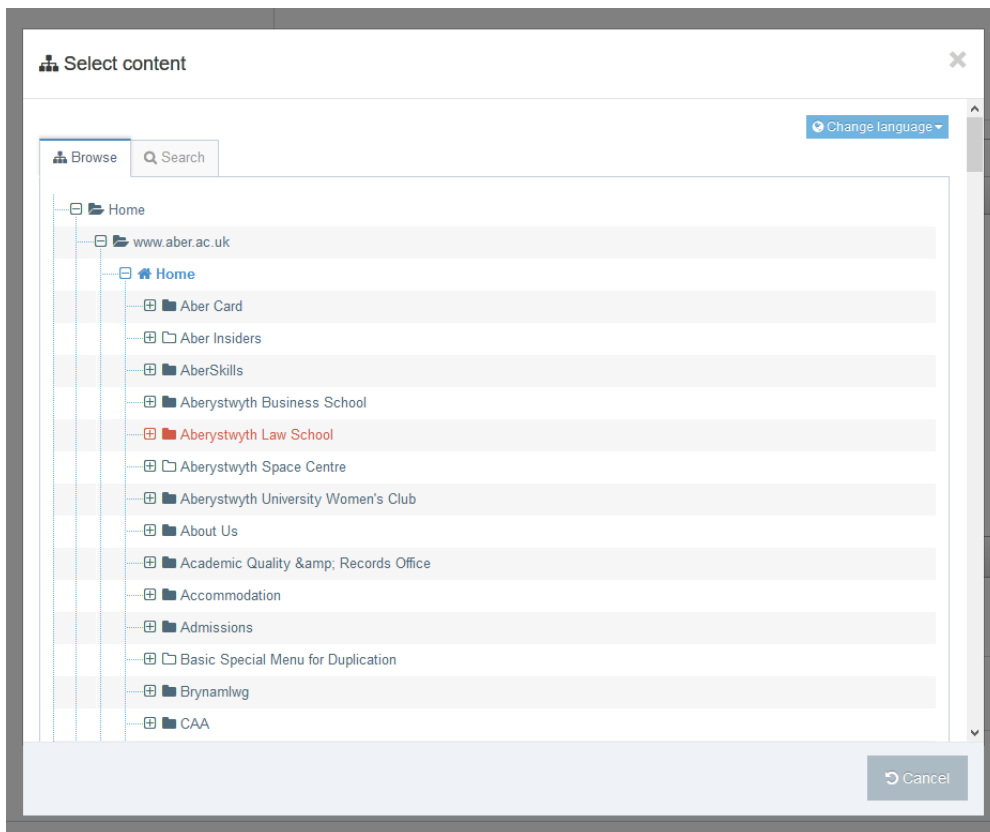 Select content
Change language
Browse
Search
Home
www.aber.ac.uk
Home
Aber Card
Aber Insiders
AberSkills
Aberystwyth Business School
Aberystwyth Law School
Aberystwyth Space Centre
Aberystwyth University Women's Club
About Us
Academic Quality &amp; Records Office
Accommodation
Admissions
Basic Special Menu for Duplication
Brynamlwg
CAA
Cancel